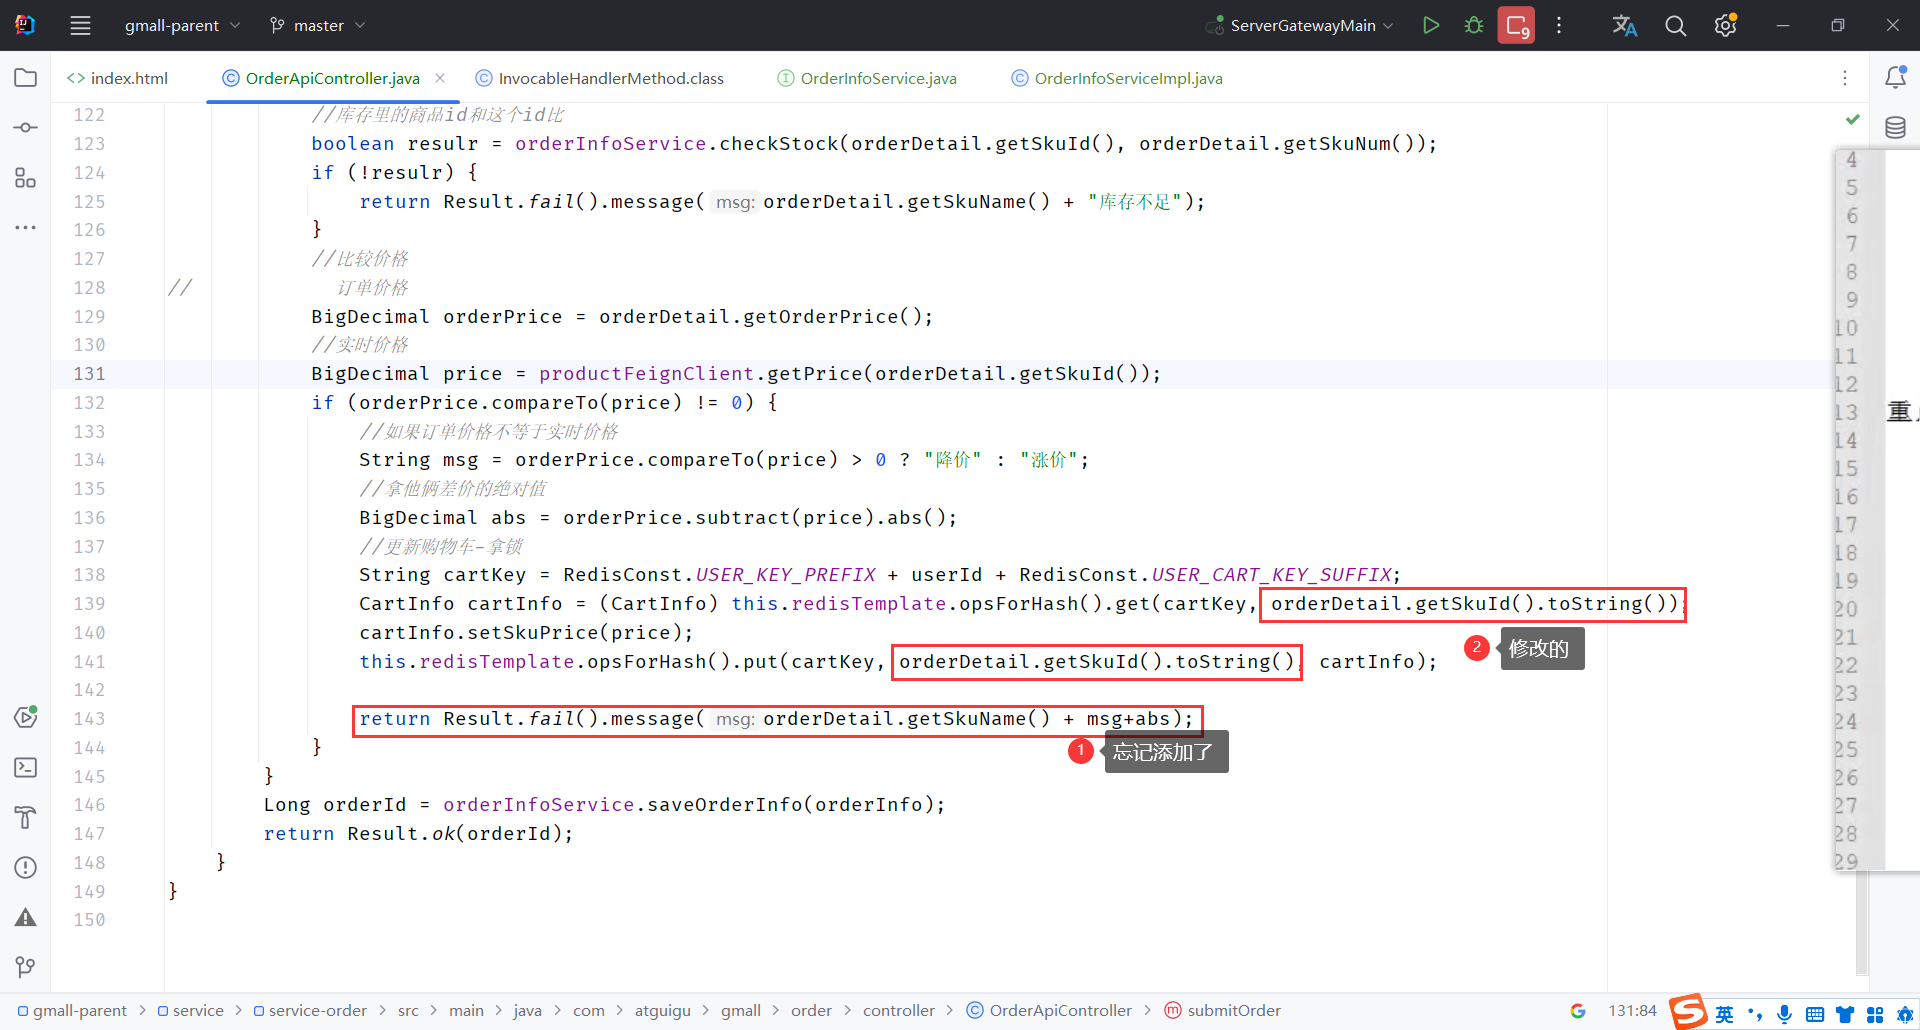 gmall-parent master ServerGatewayMain 9
index.html OrderApiController.java InvocableHandlerMethod.class OrderInfoService.java OrderInfoServiceImpl.java
122 //库存里的商品id和这个id比
123 boolean resulr = orderInfoService.checkStock(orderDetail.getSkuId(), orderDetail.getSkuNum());
124 if (!resulr) {
125 return Result.fail().message( msg: orderDetail.getSkuName() + "库存不足");
126 }
127 //比较价格
128 // 订单价格
129 BigDecimal orderPrice = orderDetail.getOrderPrice();
130 //实时价格
131 BigDecimal price = productFeignClient.getPrice(orderDetail.getSkuId());
132 if (orderPrice.compareTo(price) != 0) {
133 //如果订单价格不等于实时价格
134 String msg = orderPrice.compareTo(price) > 0 ? "降价" : "涨价";
135 //拿他俩差价的绝对值
136 BigDecimal abs = orderPrice.subtract(price).abs();
137 //更新购物车-拿锁
138 String cartKey = RedisConst.USER_KEY_PREFIX + userId + RedisConst.USER_CART_KEY_SUFFIX;
139 CartInfo cartInfo = (CartInfo) this.redisTemplate.opsForHash().get(cartKey, orderDetail.getSkuId().toString());
140 cartInfo.setSkuPrice(price);
2 修改的
141 this.redisTemplate.opsForHash().put(cartKey, orderDetail.getSkuId().toString(), cartInfo);
142
143 return Result.fail().message( msg: orderDetail.getSkuName() + msg+abs);
144 }
1 忘记添加了
145 }
146 Long orderId = orderInfoService.saveOrderInfo(orderInfo);
147 return Result.ok(orderId);
148 }
149 }
150
4
5
6
7
8
9
10
11
12
13 重
14
15
16
17
18
19
20
21
22
23
24
25
26
27
28
29
gmall-parent > service > service-order > src > main > java > com > atguigu > gmall > order > controller > OrderApiController > submitOrder 131:84 英